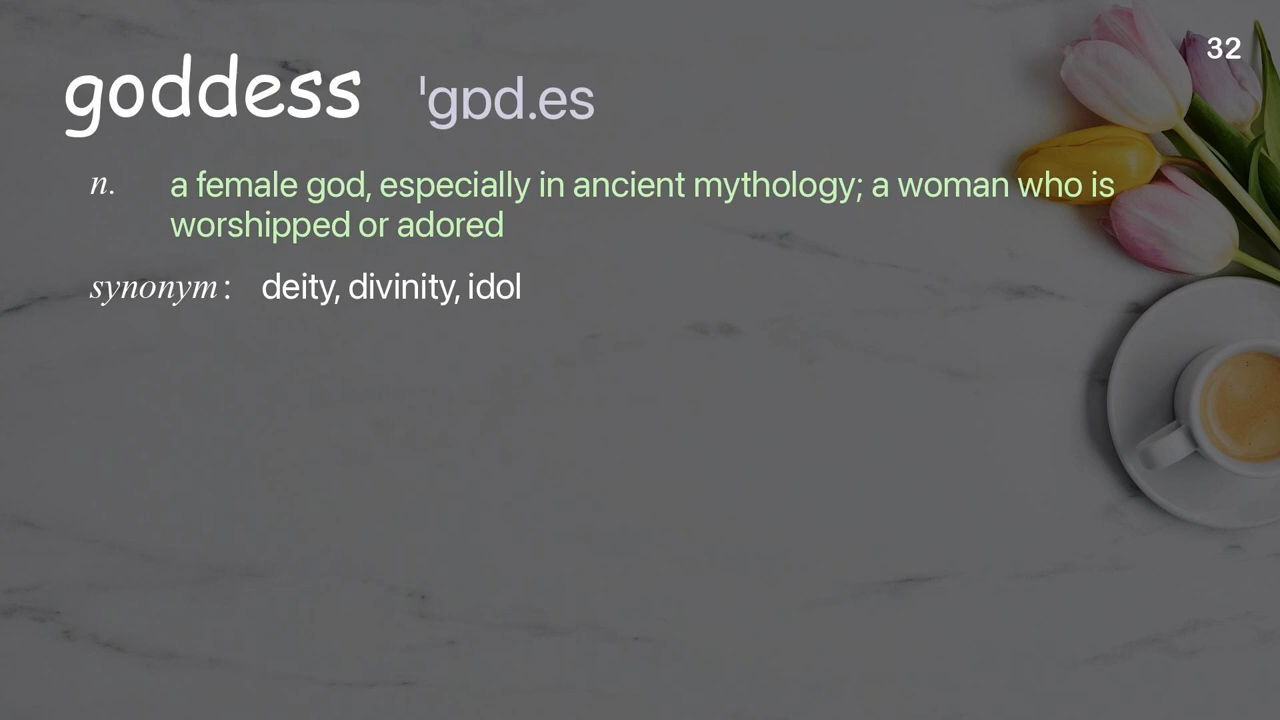 32
goddess ˈɡɒd.es
n. a female god, especially in ancient mythology; a woman who is
worshipped or adored
synonym: deity, divinity, idol